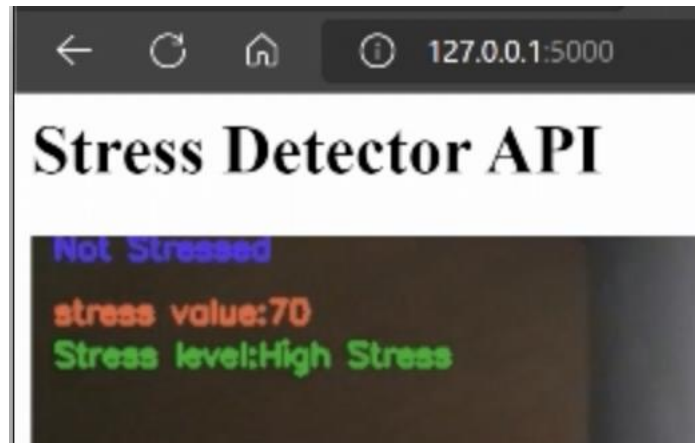 127.0.0.1:5000
Stress Detector API
Not Stressed
stress value:70
Stress level:High Stress